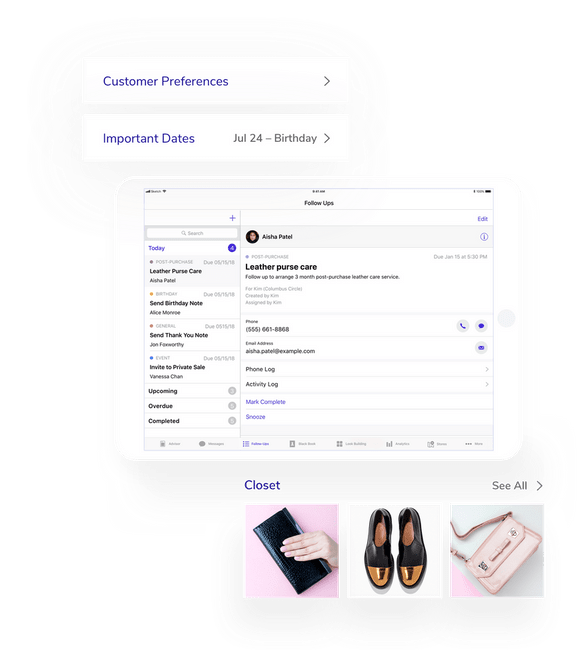 Customer Preferences
Important Dates Jul 24 – Birthday
9:41 AM
100%
Follow Ups
Edit
Search
Today 4
POST-PURCHASE Due 05/15/18
Leather Purse Care
Aisha Patel
BIRTHDAY Due 05/15/18
Send Birthday Note
Alice Monroe
GENERAL Due 05/15/18
Send Thank You Note
Jon Foxworthy
EVENT Due 05/15/18
Invite to Private Sale
Vanessa Chan
Upcoming
Overdue
Completed
Aisha Patel
POST-PURCHASE Due Jan 15 at 5:30 PM
Leather purse care
Follow up to arrange 3 month post-purchase leather care service.
For Kim (Columbus Circle)
Created by Kim
Assigned by Kim
Phone
(555) 661-8868
Email Address
aisha.patel@example.com
Phone Log
Activity Log
Mark Complete
Snooze
Messages Follow-Ups Look Building Analytics More
Closet See All